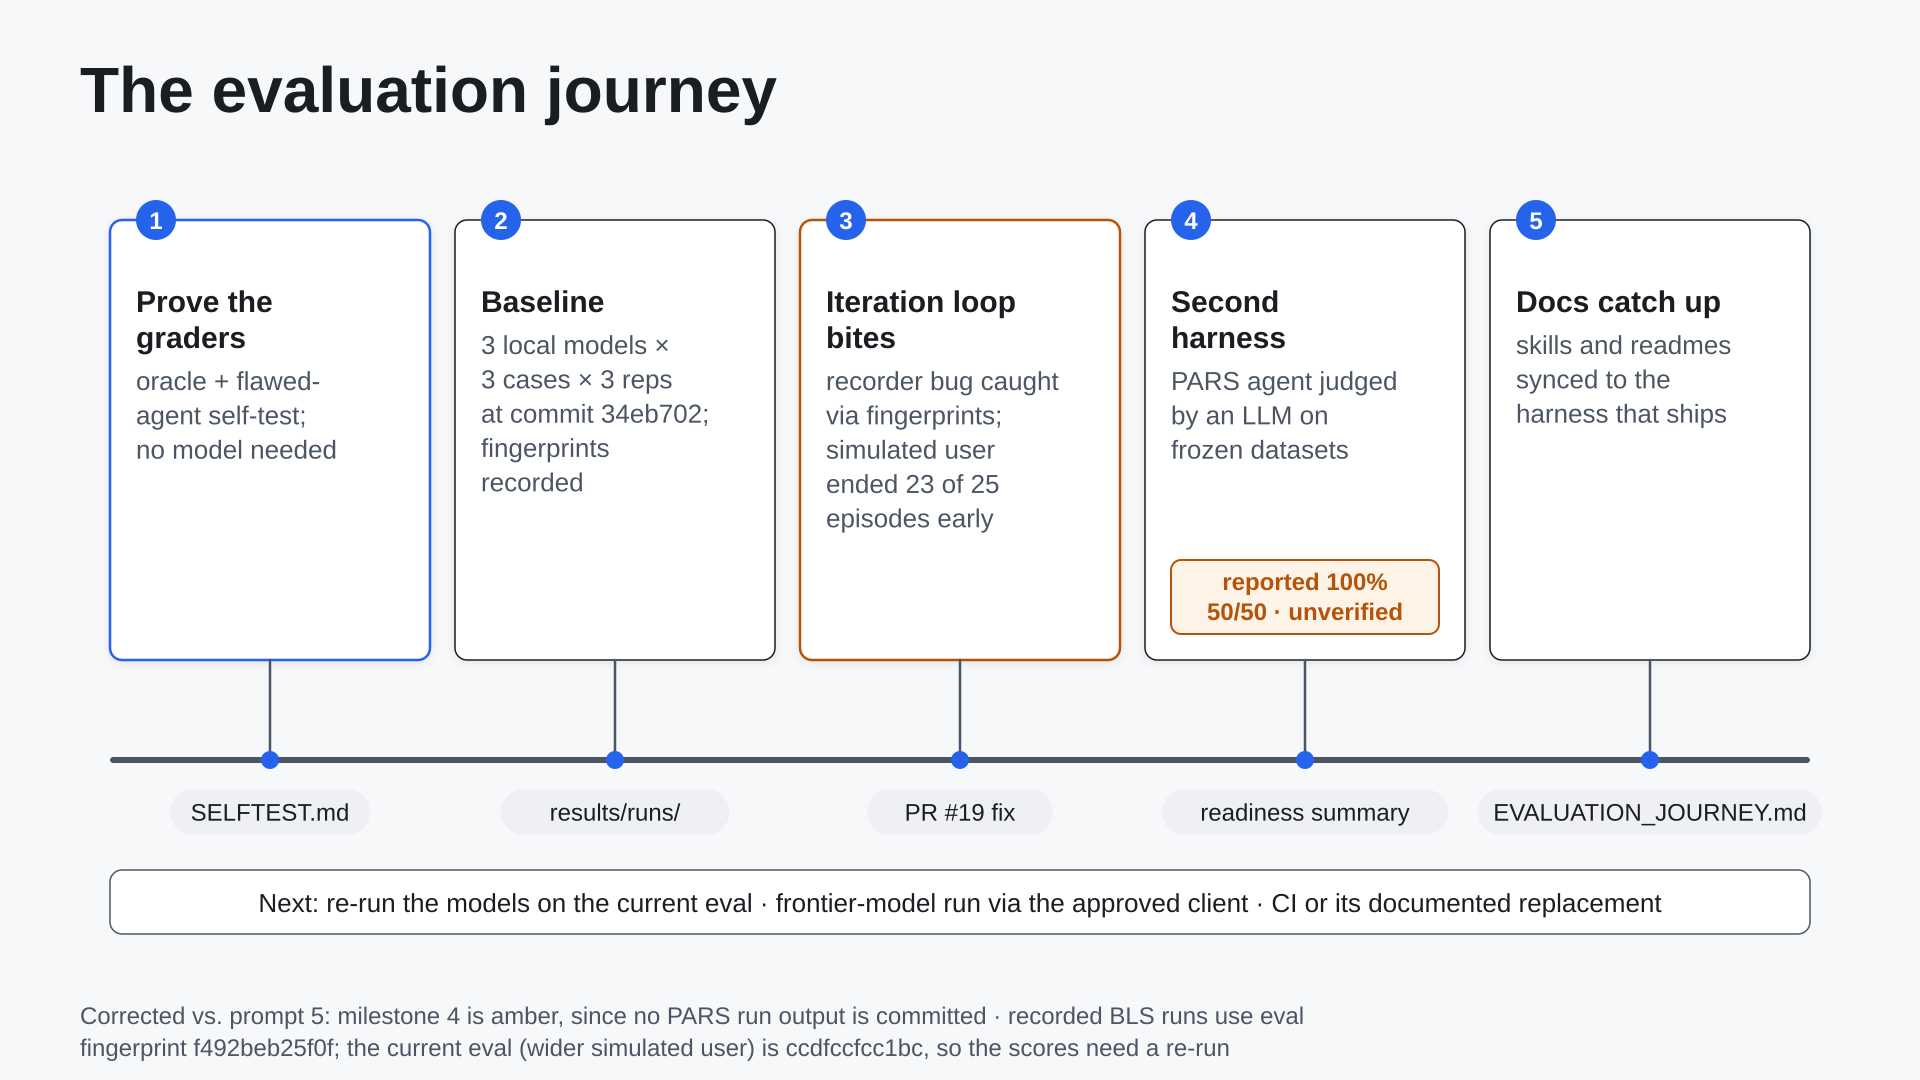 The evaluation journey
1
Prove the
graders
oracle + flawed-
agent self-test;
no model needed
2
Baseline
3 local models ×
3 cases × 3 reps
at commit 34eb702;
fingerprints
recorded
3
Iteration loop
bites
recorder bug caught
via fingerprints;
simulated user
ended 23 of 25
episodes early
4
Second
harness
PARS agent judged
by an LLM on
frozen datasets
reported 100%
50/50 · unverified
5
Docs catch up
skills and readmes
synced to the
harness that ships
SELFTEST.md
results/runs/
PR #19 fix
readiness summary
EVALUATION_JOURNEY.md
Next: re-run the models on the current eval · frontier-model run via the approved client · CI or its documented replacement
Corrected vs. prompt 5: milestone 4 is amber, since no PARS run output is committed · recorded BLS runs use eval
fingerprint f492beb25f0f; the current eval (wider simulated user) is ccdfccfcc1bc, so the scores need a re-run